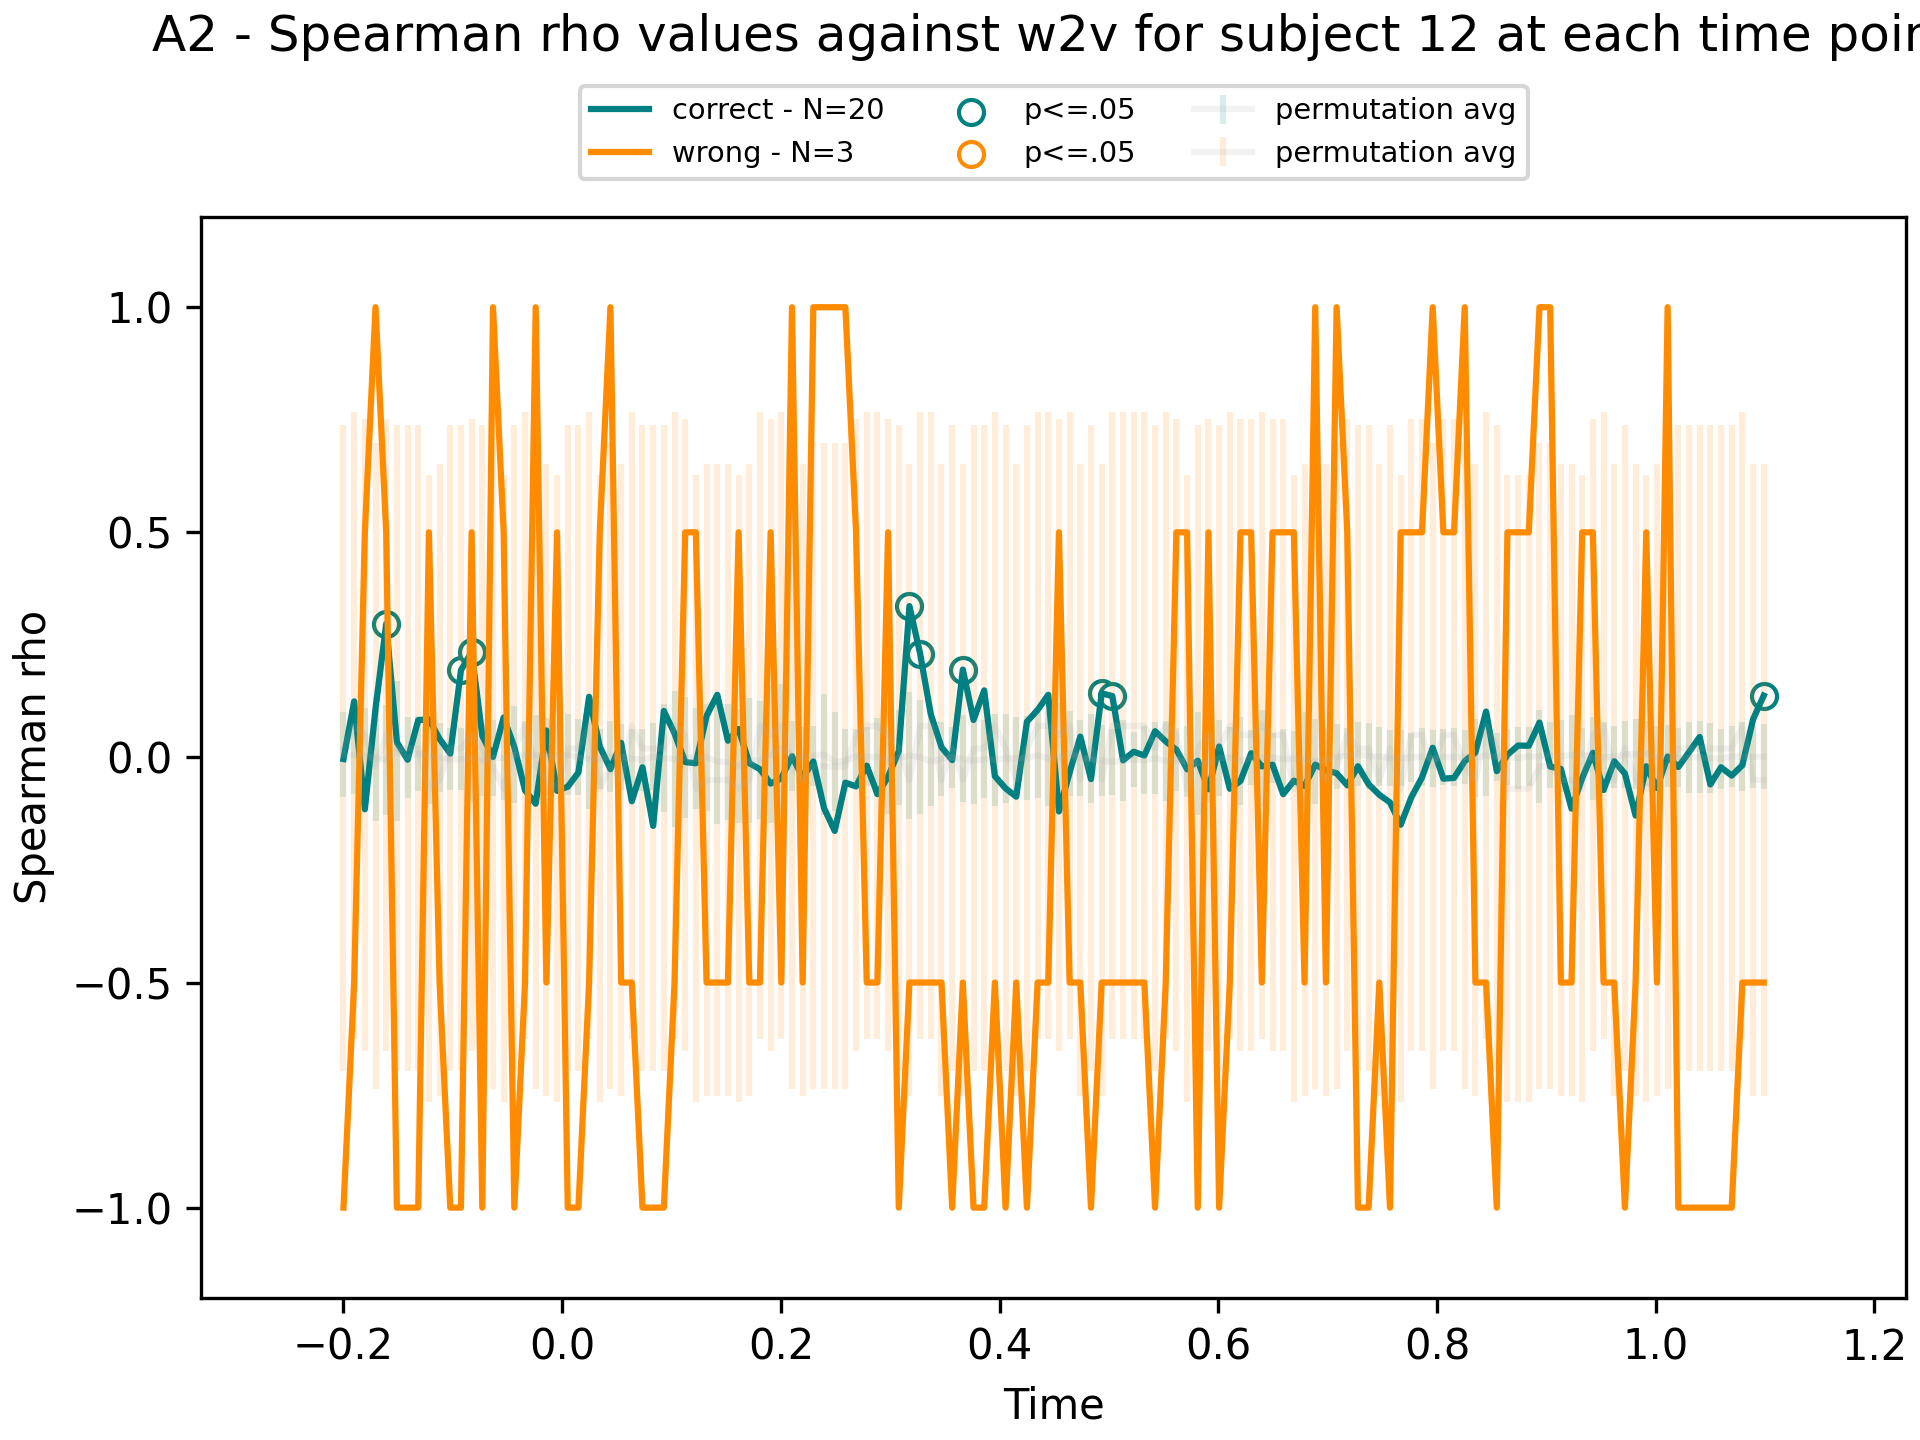 A2 - Spearman rho values against w2v for subject 12 at each time poin
correct - N=20 p<=.05 permutation avg
wrong - N=3 p<=.05 permutation avg
1.0
0.5
0.0
−0.5
−1.0
Spearman rho
−0.2 0.0 0.2 0.4 0.6 0.8 1.0 1.2
Time